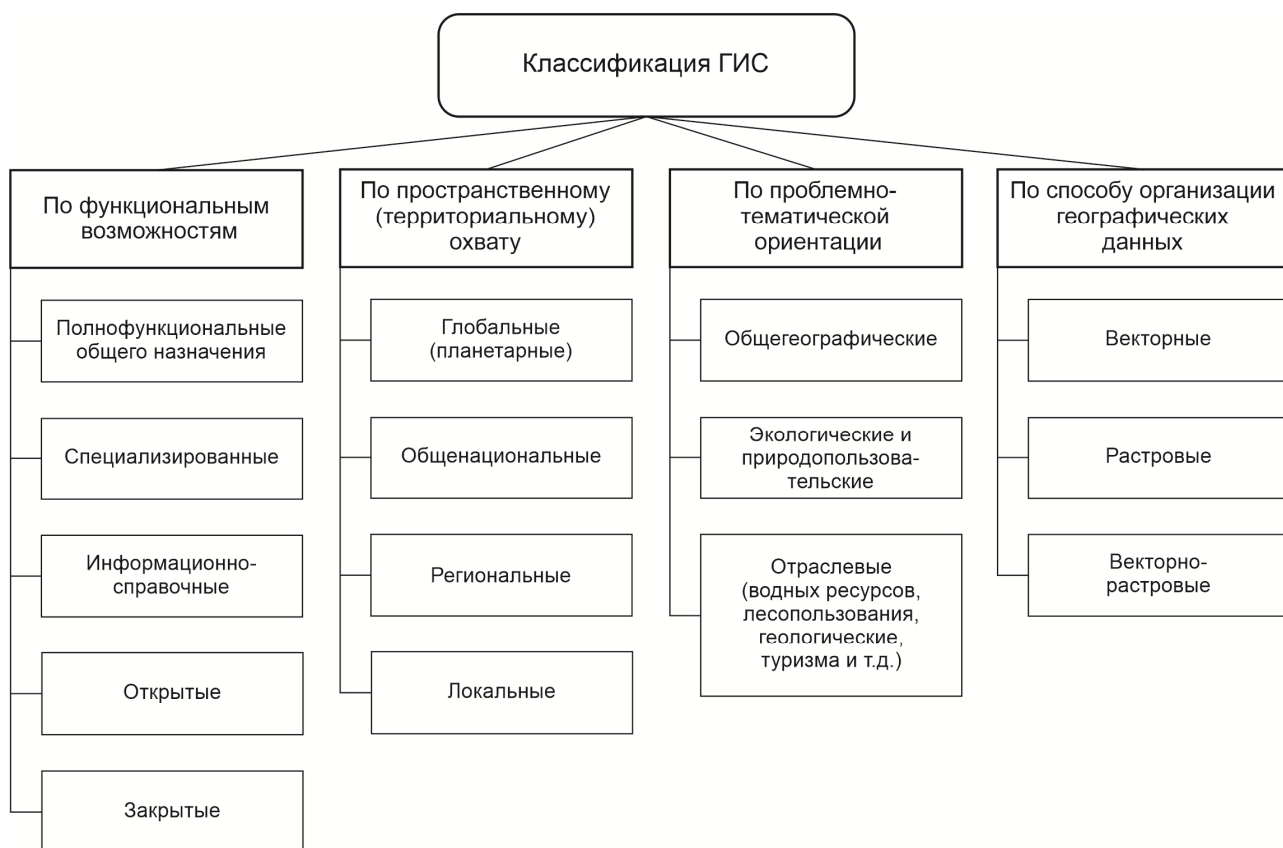 Классификация ГИС
По функциональным
возможностям
Полнофункциональные
общего назначения
Специализированные
Информационно-
справочные
Открытые
Закрытые
По пространственному
(территориальному)
охвату
Глобальные
(планетарные)
Общенациональные
Региональные
Локальные
По проблемно-
тематической
ориентации
Общегеографические
Экологические и
природопользова-
тельские
Отраслевые
(водных ресурсов,
лесопользования,
геологические,
туризма и т.д.)
По способу организации
географических
данных
Векторные
Растровые
Векторно-
растровые